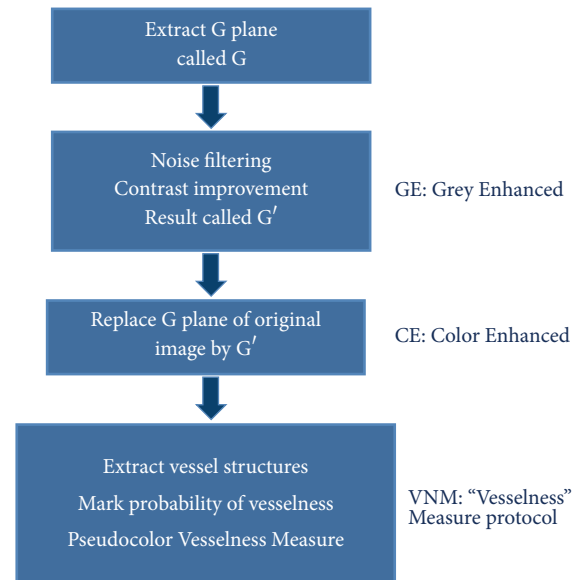 Extract G plane
called G
Noise filtering
Contrast improvement
Result called G′
GE: Grey Enhanced
Replace G plane of original
image by G′
CE: Color Enhanced
Extract vessel structures
Mark probability of vesselness
Pseudocolor Vesselness Measure
VNM: “Vesselness”
Measure protocol